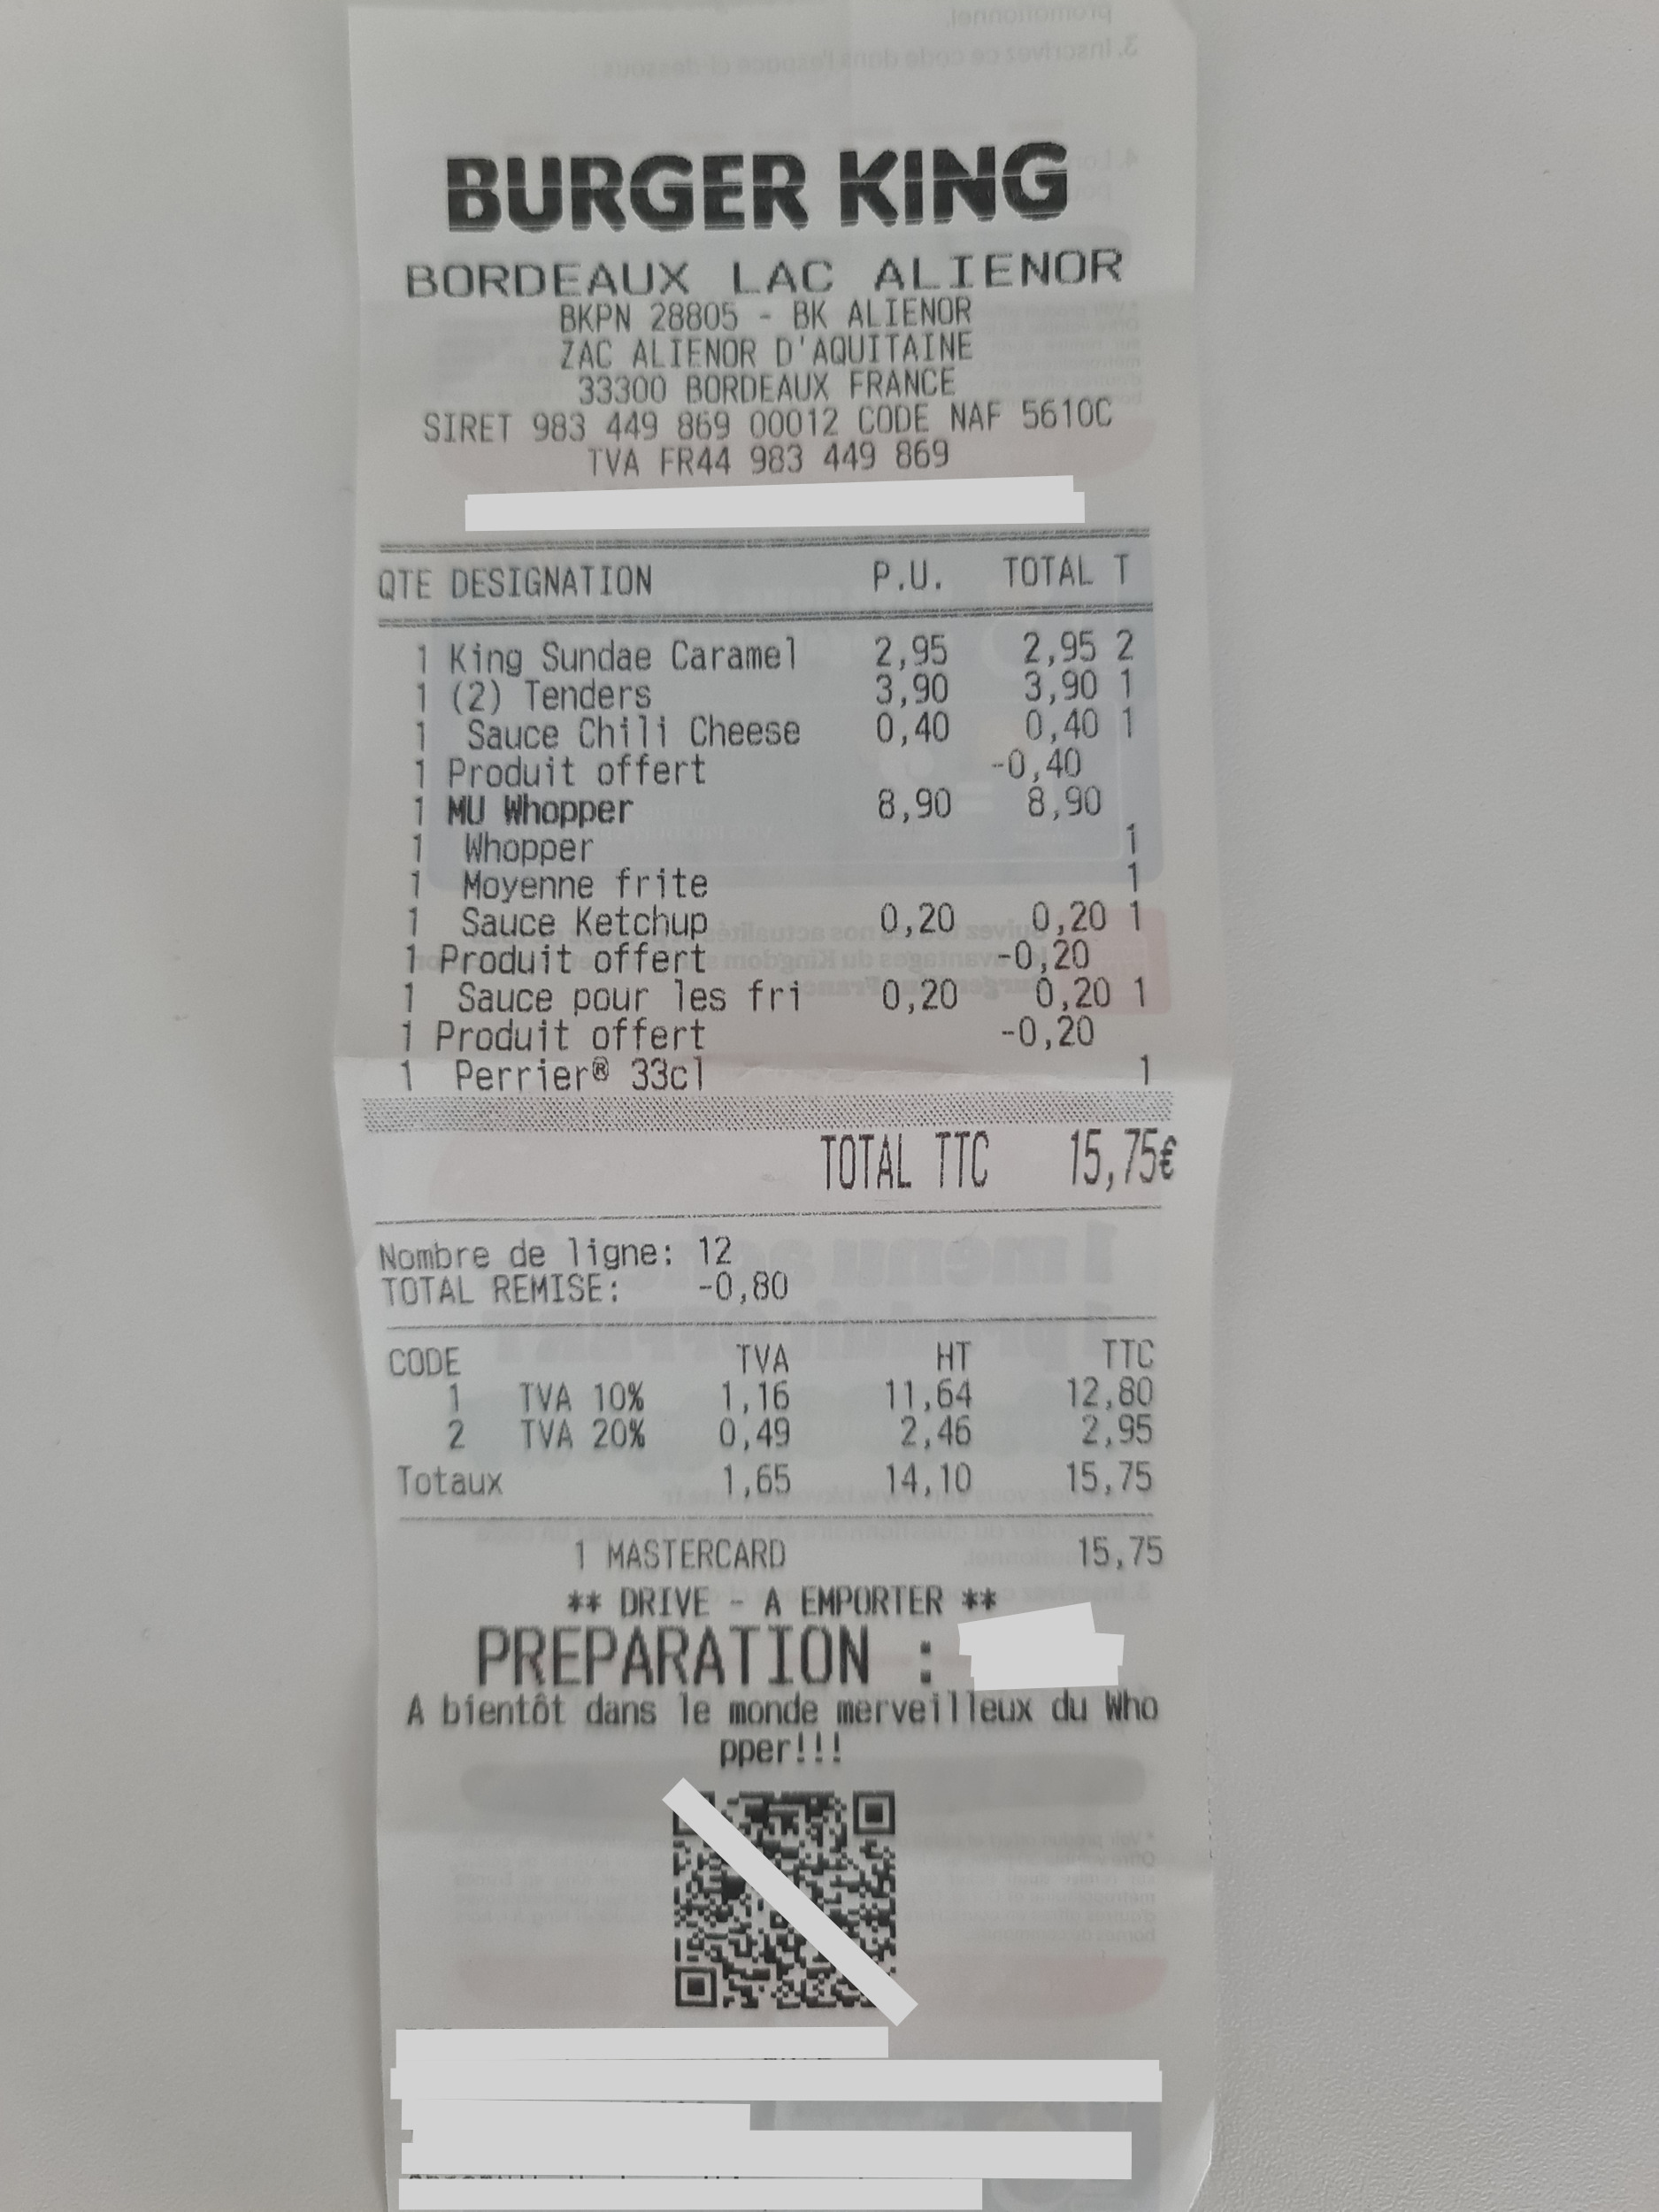 BURGER KING
BORDEAUX LAC ALIENOR
BKPN 28805 - BK ALIENOR
ZAC ALIENOR D'AQUITAINE
33300 BORDEAUX FRANCE
SIRET 983 449 869 00012 CODE NAF 5610C
TVA FR44 983 449 869
QTE DESIGNATION P.U. TOTAL T
1 King Sundae Caramel 2,95 2,95 2
1 (2) Tenders 3,90 3,90 1
1 Sauce Chili Cheese 0,40 0,40 1
1 Produit offert -0,40
1 MU Whopper 8,90 8,90
1 Whopper 1
1 Moyenne frite 1
1 Sauce Ketchup 0,20 0,20 1
1 Produit offert -0,20
1 Sauce pour les fri 0,20 0,20 1
1 Produit offert -0,20
1 Perrier® 33cl 1
TOTAL TTC 15,75€
Nombre de ligne: 12
TOTAL REMISE: -0,80
CODE TVA HT TTC
1 TVA 10% 1,16 11,64 12,80
2 TVA 20% 0,49 2,46 2,95
Totaux 1,65 14,10 15,75
1 MASTERCARD 15,75
** DRIVE - A EMPORTER **
PREPARATION :
A bientôt dans le monde merveilleux du Who
pper!!!